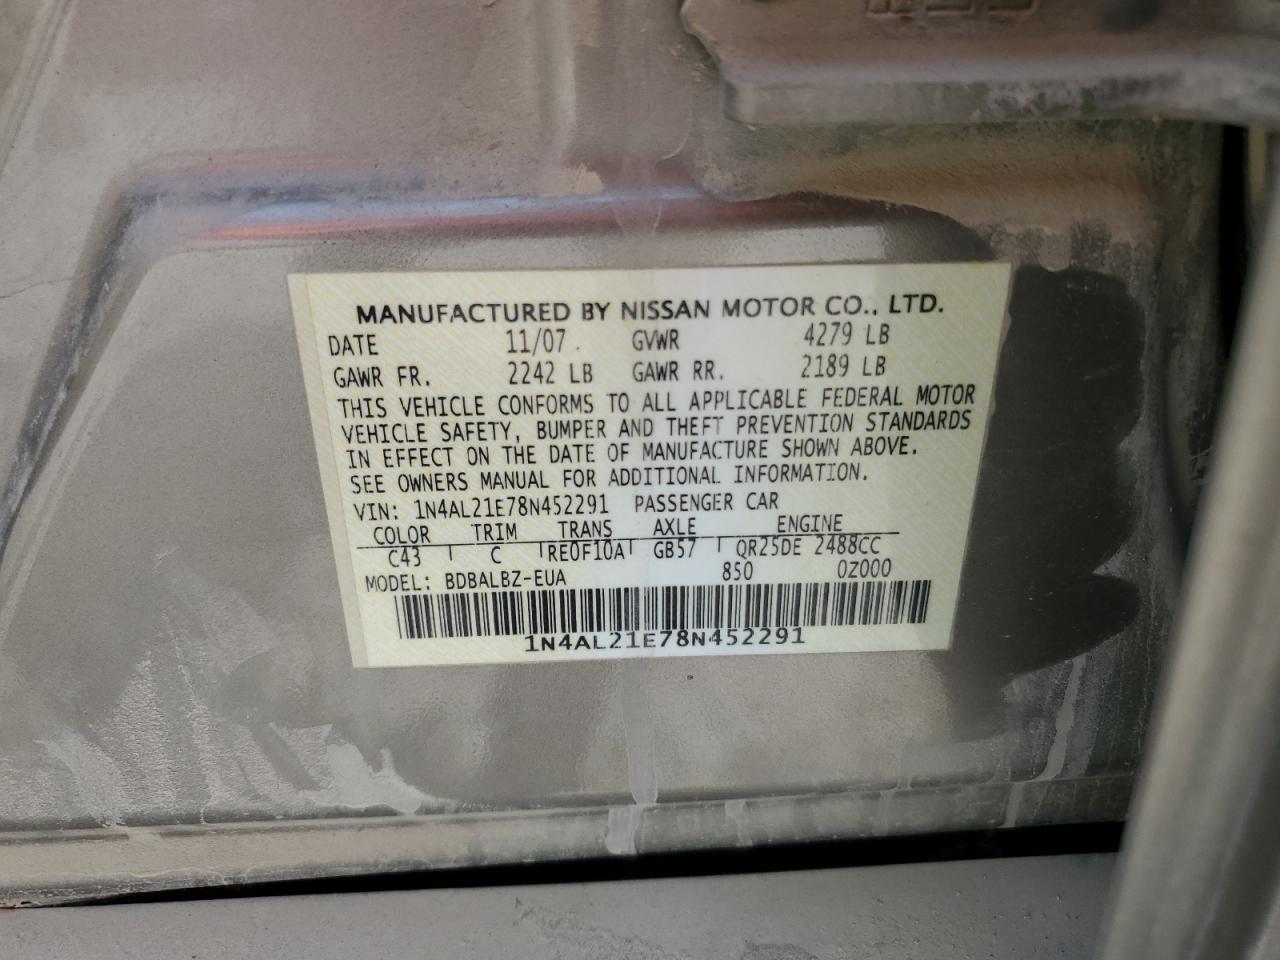 MANUFACTURED BY NISSAN MOTOR CO., LTD.
DATE 11/07. GVWR 4279 LB
GAWR FR. 2242 LB GAWR RR. 2189 LB
THIS VEHICLE CONFORMS TO ALL APPLICABLE FEDERAL MOTOR
VEHICLE SAFETY, BUMPER AND THEFT PREVENTION STANDARDS
IN EFFECT ON THE DATE OF MANUFACTURE SHOWN ABOVE.
SEE OWNERS MANUAL FOR ADDITIONAL INFORMATION.
VIN: 1N4AL21E78N452291 PASSENGER CAR
COLOR TRIM TRANS AXLE ENGINE
C43 C RE0F10A GB57 QR25DE 2488CC
MODEL: BDBALBZ-EUA 850 0Z000
1N4AL21E78N452291